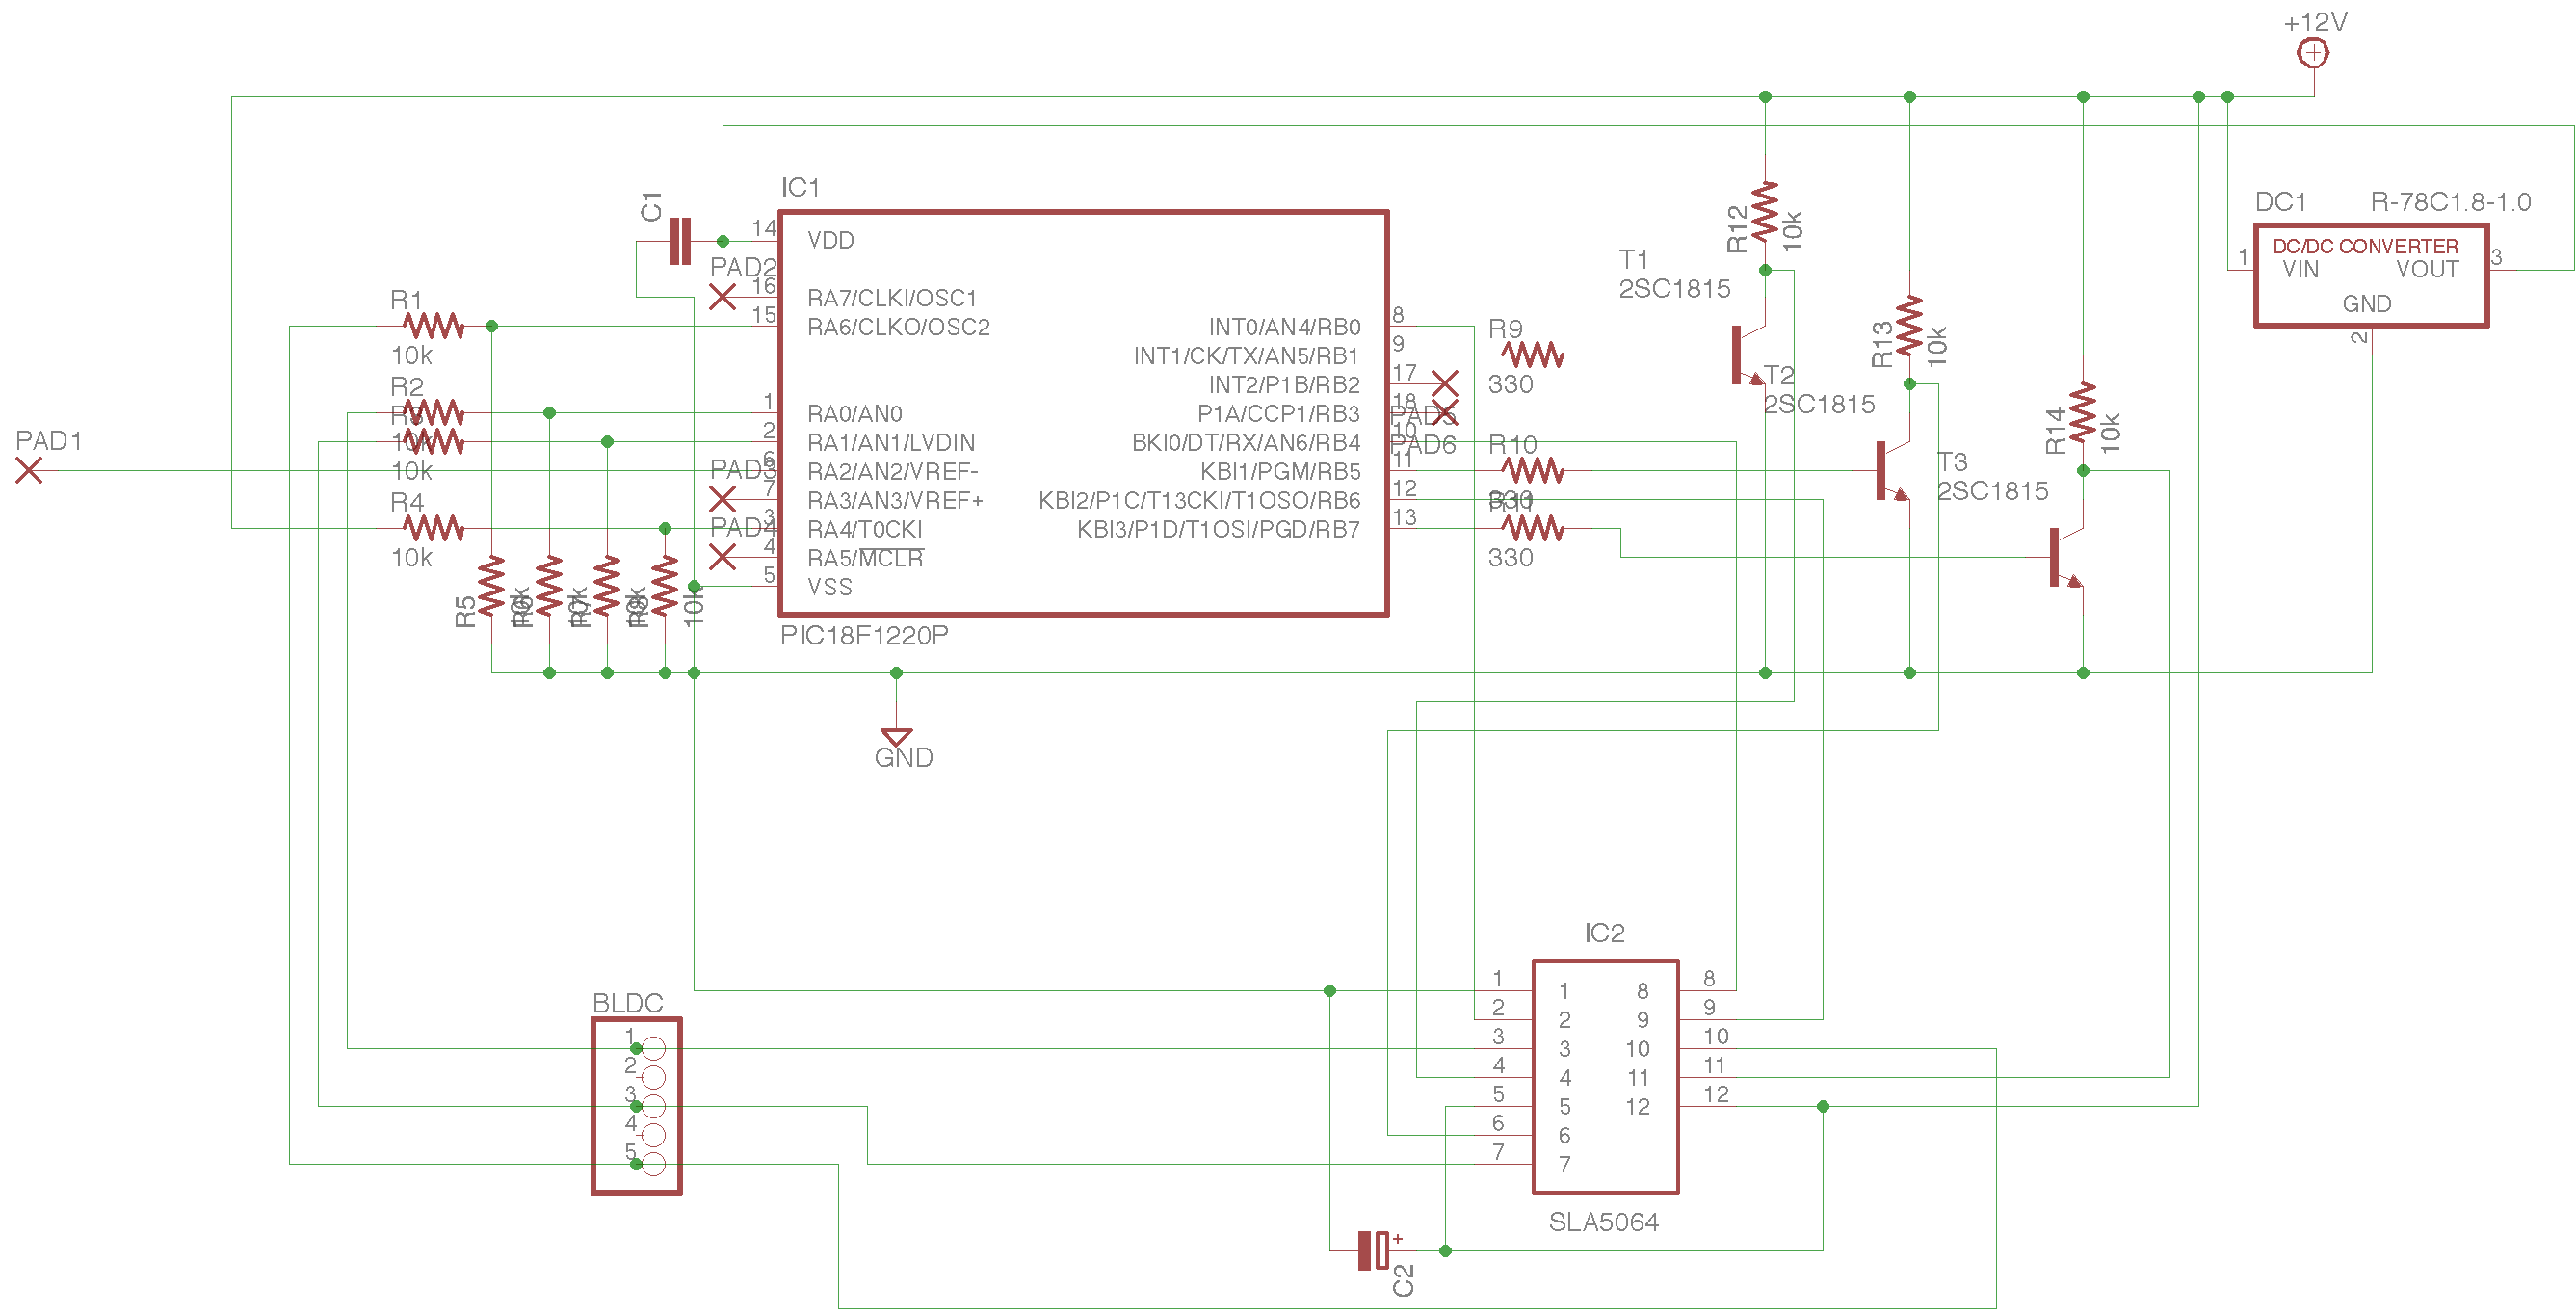 +12V
IC1
C1
14
VDD
PAD2
16
RA7/CLKI/OSC1
15
RA6/CLKO/OSC2
1
RA0/AN0
2
RA1/AN1/LVDIN
6
RA2/AN2/VREF-
PAD3
7
RA3/AN3/VREF+
3
RA4/T0CKI
PAD4
4
RA5/MCLR
5
VSS
PIC18F1220P
INT0/AN4/RB0
8
INT1/CK/TX/AN5/RB1
9
INT2/P1B/RB2
17
P1A/CCP1/RB3
18
PAD5
BKI0/DT/RX/AN6/RB4
10
PAD6
KBI1/PGM/RB5
11
KBI2/P1C/T13CKI/T1OSO/RB6
12
KBI3/P1D/T1OSI/PGD/RB7
13
PAD1
R1
10k
R2
10k
R3
10k
R4
10k
R5
10k
R6
10k
R7
10k
R8
10k
R9
330
R10
330
R11
330
T1
2SC1815
T2
2SC1815
T3
2SC1815
R12
10k
R13
10k
R14
10k
DC1
R-78C1.8-1.0
DC/DC CONVERTER
1
VIN
VOUT
3
GND
2
GND
BLDC
1
2
3
4
5
IC2
1
1
8
8
2
2
9
9
3
3
10
10
4
4
11
11
5
5
12
12
6
6
7
7
SLA5064
+
C2